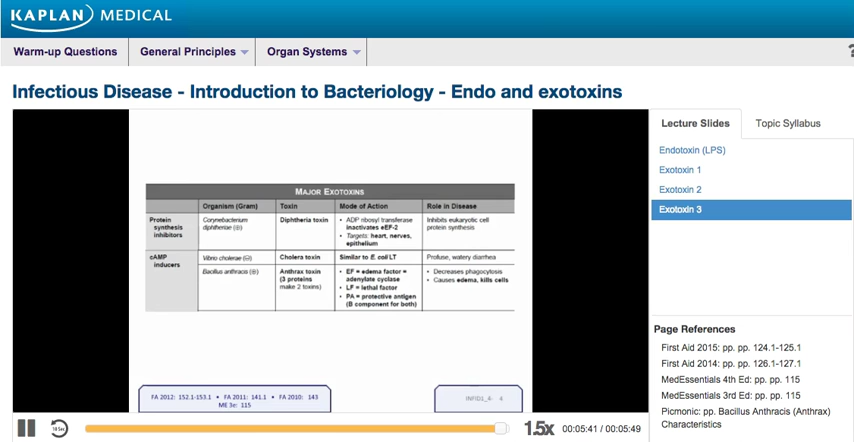 KAPLAN MEDICAL
Warm-up Questions General Principles Organ Systems ?
Infectious Disease - Introduction to Bacteriology - Endo and exotoxins
Lecture Slides Topic Syllabus
Endotoxin (LPS)
Exotoxin 1
Exotoxin 2
Exotoxin 3
MAJOR EXOTOXINS
Organism (Gram) Toxin Mode of Action Role in Disease
Protein synthesis inhibitors
Corynebacterium diphtheriae (⊕)
Diphtheria toxin
• ADP ribosyl transferase inactivates eEF-2
• Targets: heart, nerves, epithelium
Inhibits eukaryotic cell protein synthesis
cAMP inducers
Vibrio cholerae (⊖)
Cholera toxin
Similar to E. coli LT
Profuse, watery diarrhea
Bacillus anthracis (⊕)
Anthrax toxin (3 proteins make 2 toxins)
• EF = edema factor = adenylate cyclase
• LF = lethal factor
• PA = protective antigen (B component for both)
• Decreases phagocytosis
• Causes edema, kills cells
FA 2012: 152.1-153.1 • FA 2011: 141.1 • FA 2010: 143
ME 3e: 115
4
Page References
First Aid 2015: pp. pp. 124.1-125.1
First Aid 2014: pp. pp. 126.1-127.1
MedEssentials 4th Ed: pp. pp. 115
MedEssentials 3rd Ed: pp. pp. 115
Picmonic: pp. Bacillus Anthracis (Anthrax)
Characteristics
1.5x 00:05:41 / 00:05:49